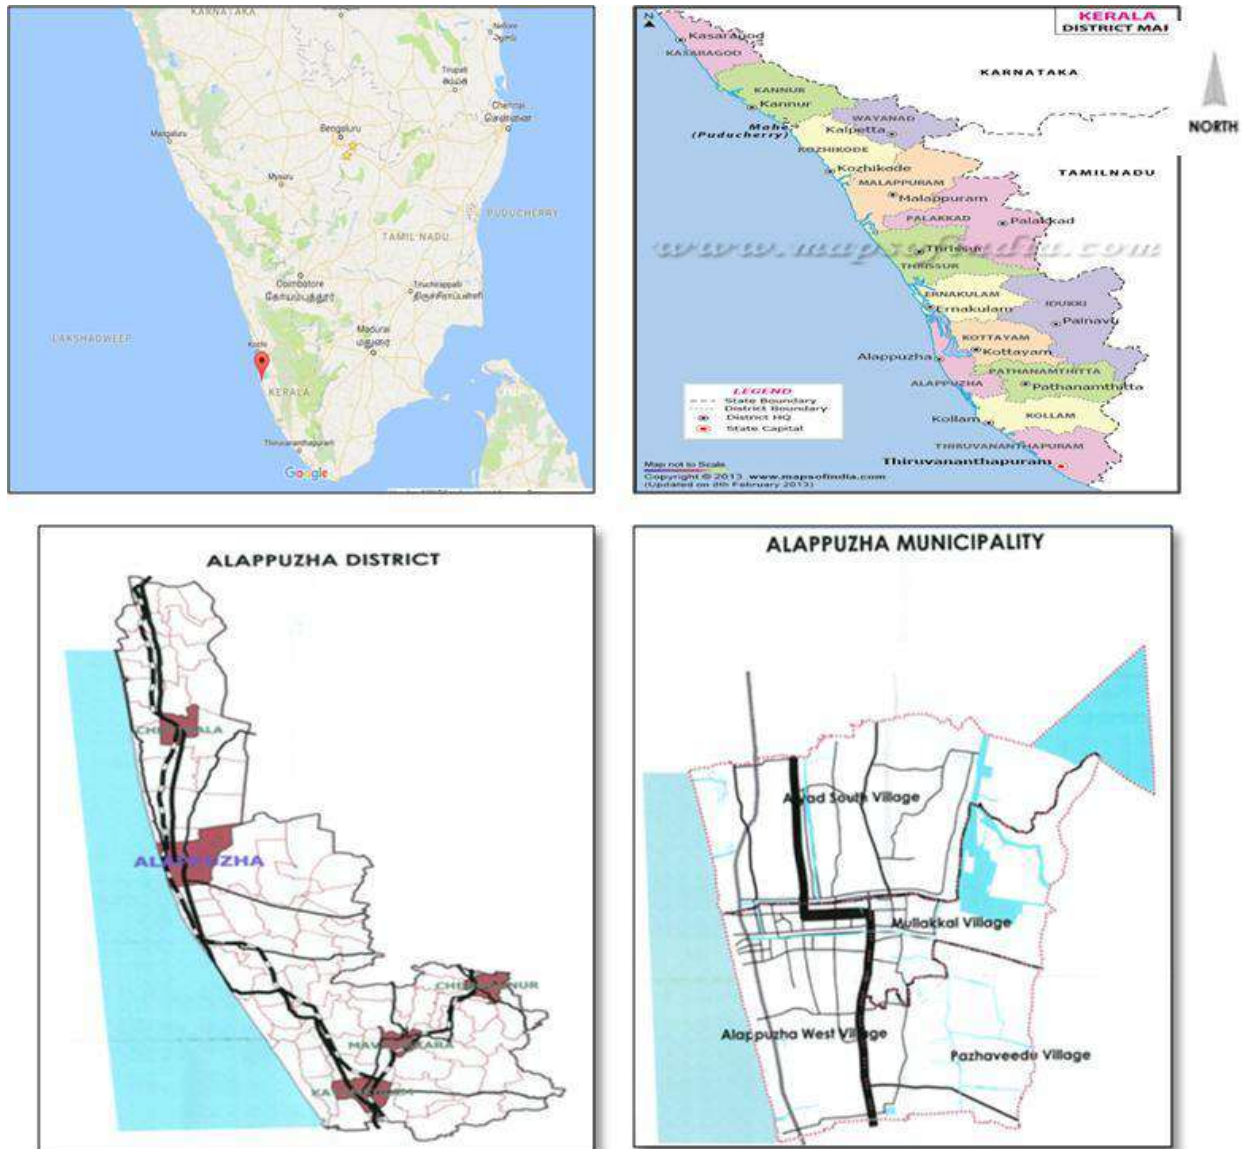 KARNATAKA
Nellore
Tirupati
Chennai
Bengaluru
Mangaluru
Mysuru
PUDUCHERRY
TAMIL NADU
Coimbatore
கோயம்புத்தூர்
Tiruchirappalli
திருச்சிராப்பள்ளி
LAKSHADWEEP
Madurai
மதுரை
Kochi
KERALA
Thiruvananthapuram
Google
N
KERALA
DISTRICT MAP
Kasaragod
KASARAGOD
KARNATAKA
KANNUR
Kannur
WAYANAD
Mahe
(Puducherry)
Kalpetta
KOZHIKODE
Kozhikode
TAMILNADU
MALAPPURAM
Malappuram
PALAKKAD
Palakkad
www.mapsofindia.com
Thrissur
THRISSUR
ERNAKULAM
Ernakulam
IDUKKI
Painavu
KOTTAYAM
Kottayam
Alappuzha
PATHANAMTHITTA
ALAPPUZHA
Pathanamthitta
LEGEND
State Boundary
District Boundary
District HQ
State Capital
Kollam
KOLLAM
THIRUVANANTHAPURAM
Thiruvananthapuram
Map not to Scale
Copyright © 2013 www.mapsofindia.com
(Updated on 8th February 2013)
NORTH
ALAPPUZHA DISTRICT
ALAPPUZHA
ALAPPUZHA MUNICIPALITY
Aryad South Village
Mullakkal Village
Alappuzha West Village
Pazhaveedu Village